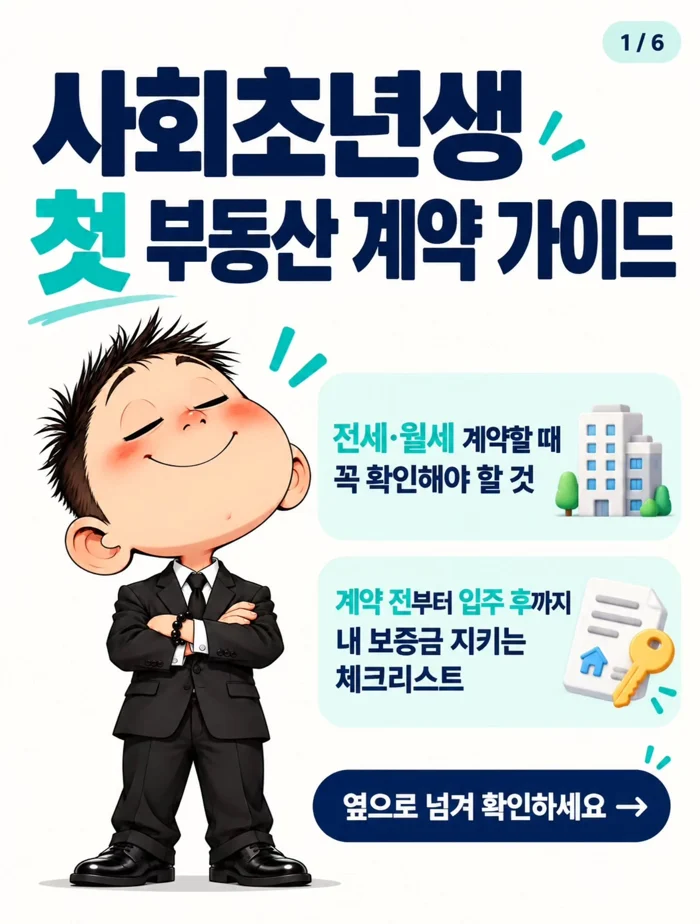 1 / 6
사회초년생
첫 부동산 계약 가이드
전세·월세 계약할 때
꼭 확인해야 할 것
계약 전부터 입주 후까지
내 보증금 지키는
체크리스트
옆으로 넘겨 확인하세요 →